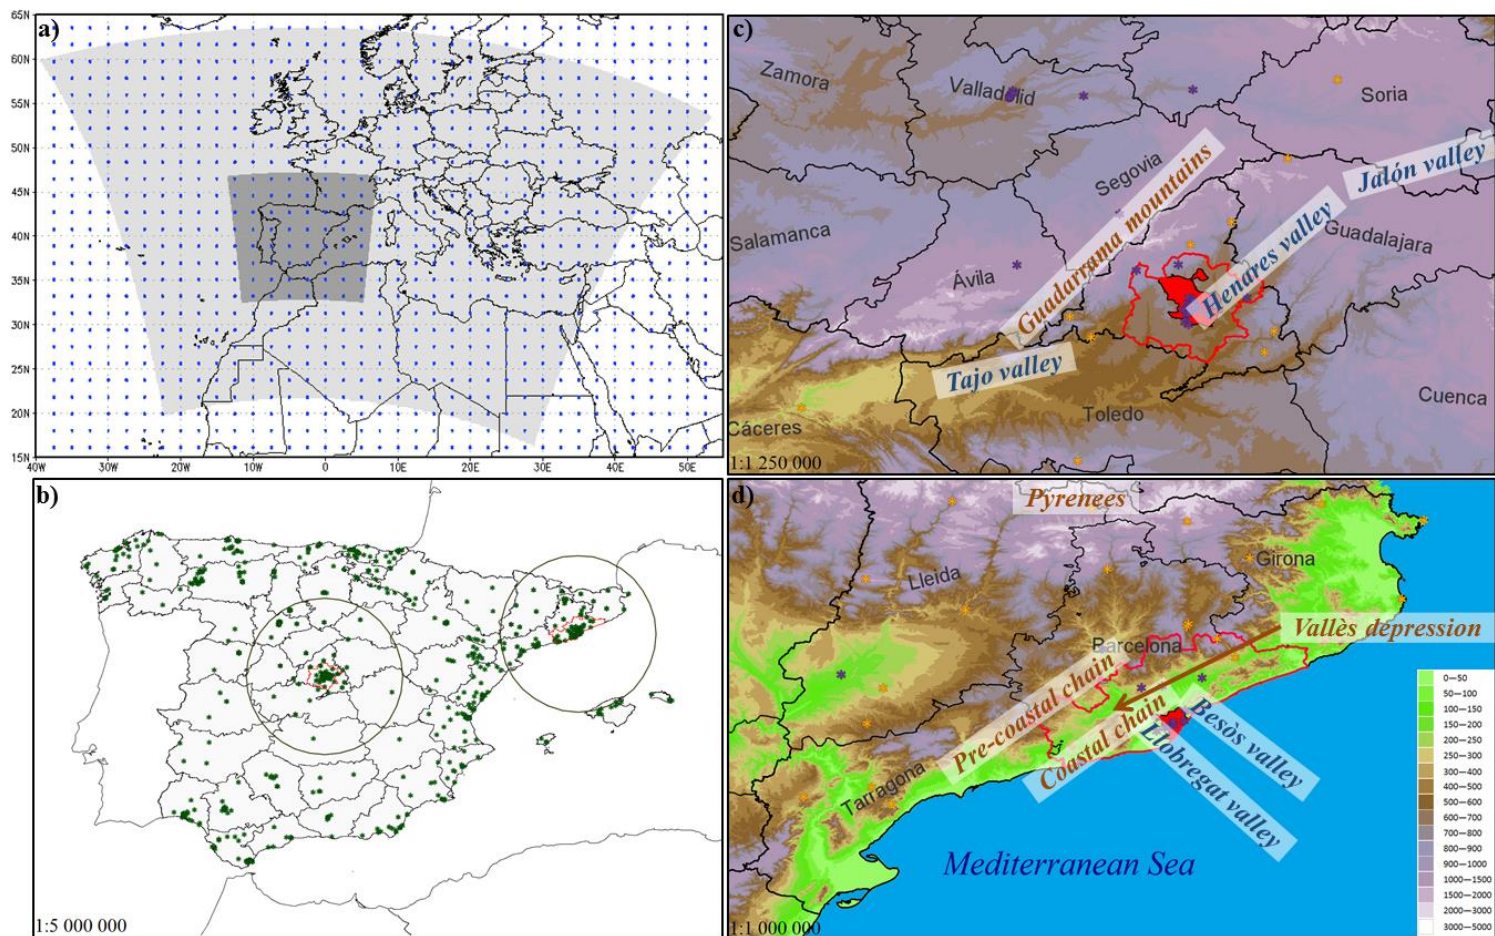 a)
65N
60N
55N
50N
45N
40N
35N
30N
25N
20N
15N
40W 30W 20W 10W 0 10E 20E 30E 40E 50E
b)
1:5 000 000
c)
Zamora
Valladolid
Soria
Segovia
Jalón valley
Salamanca
Guadarrama mountains
Guadalajara
Henares valley
Ávila
Tajo valley
Cuenca
Toledo
Cáceres
1:1 250 000
d)
Pyrenees
Girona
Lleida
Vallès depression
Barcelona
Pre-coastal chain
Coastal chain
Besòs valley
Llobregat valley
Tarragona
Mediterranean Sea
1:1 000 000
0—50
50—100
100—150
150—200
200—250
250—300
300—400
400—500
500—600
600—700
700—800
800—900
900—1000
1000—1500
1500—2000
2000—3000
3000—5000